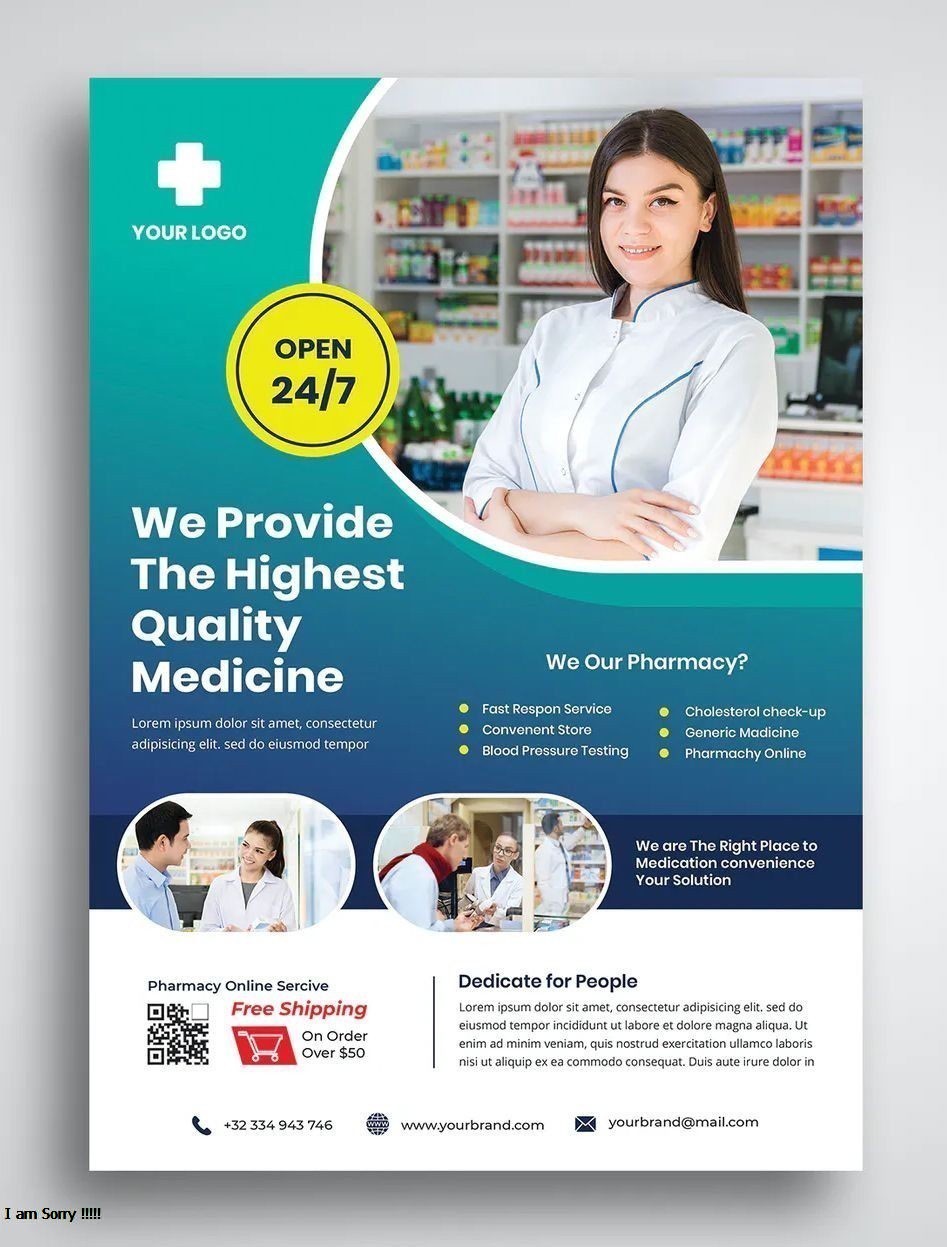 YOUR LOGO
OPEN
24/7
We Provide
The Highest
Quality
Medicine
Lorem ipsum dolor sit amet, consectetur
adipisicing elit. sed do eiusmod tempor
We Our Pharmacy?
Fast Respon Service
Convenent Store
Blood Pressure Testing
Cholesterol check-up
Generic Madicine
Pharmachy Online
We are The Right Place to
Medication convenience
Your Solution
Pharmacy Online Sercive
Free Shipping
On Order
Over $50
Dedicate for People
Lorem ipsum dolor sit amet, consectetur adipisicing elit, sed do
eiusmod tempor incididunt ut labore et dolore magna aliqua. Ut
enim ad minim veniam, quis nostrud exercitation ullamco laboris
nisi ut aliquip ex ea commodo consequat. Duis aute irure dolor in
+32 334 943 746
www.yourbrand.com
yourbrand@mail.com
I am Sorry !!!!!